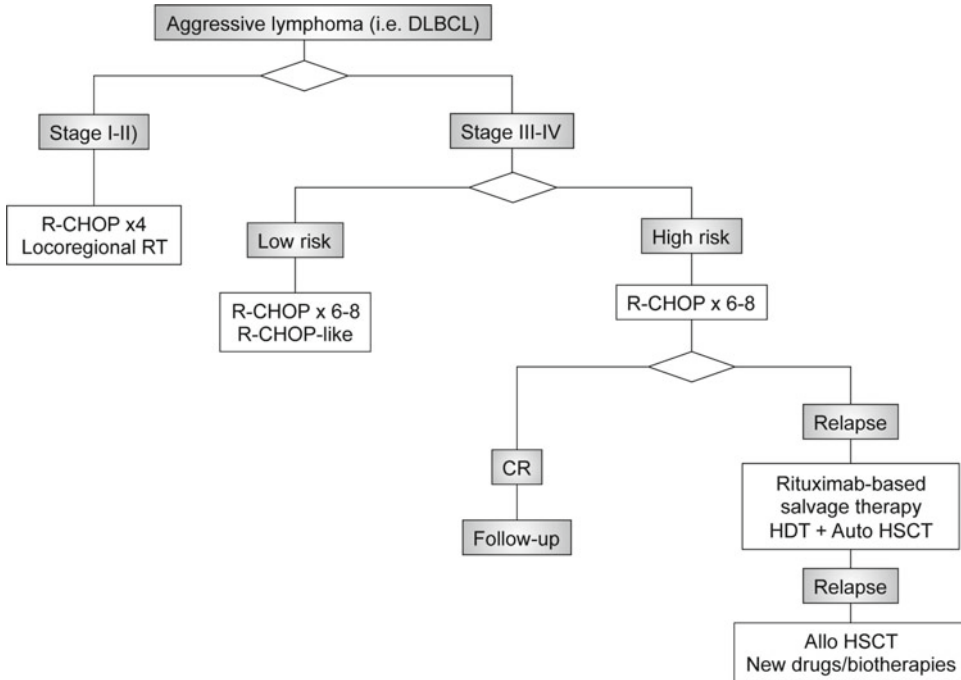 Aggressive lymphoma (i.e. DLBCL)
Stage I-II)
Stage III-IV
R-CHOP x4
Locoregional RT
Low risk
High risk
R-CHOP x 6-8
R-CHOP-like
R-CHOP x 6-8
Relapse
CR
Rituximab-based
salvage therapy
HDT + Auto HSCT
Follow-up
Relapse
Allo HSCT
New drugs/biotherapies